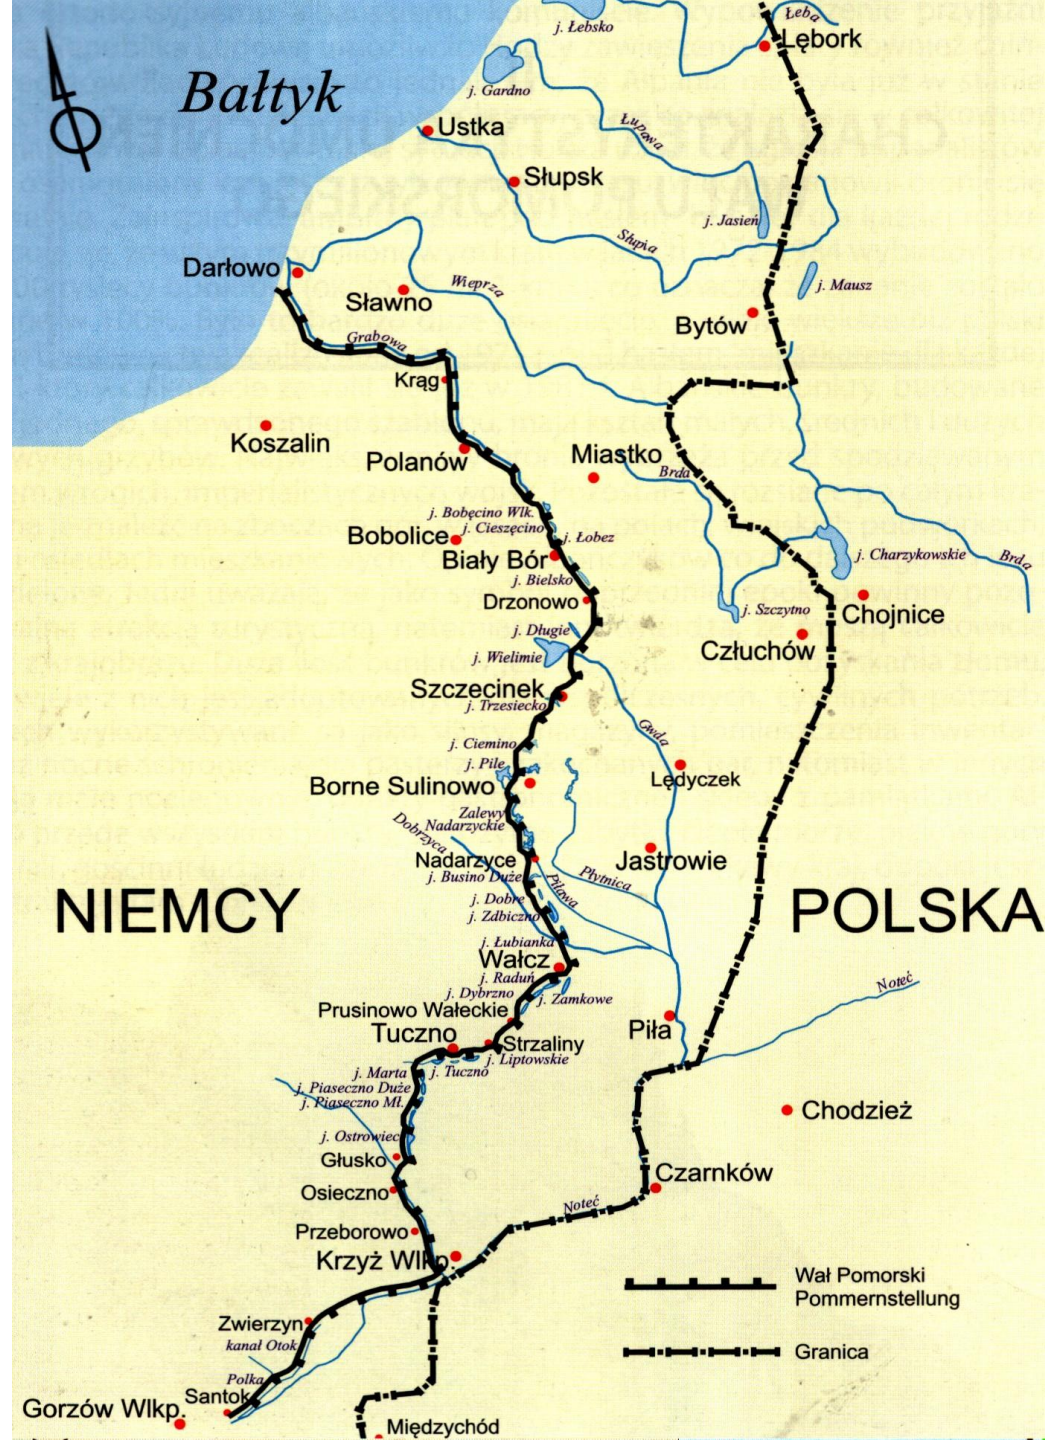 Łeba
j. Łebsko
Lębork
Bałtyk
j. Gardno
Ustka
Łupawa
Słupsk
j. Jasień
Słupia
Darłowo
Wieprza
j. Mausz
Sławno
Bytów
Grabowa
Krąg
Koszalin
Polanów
Miastko
Brda
j. Bobęcino Wlk.
j. Cieszęcino
Bobolice
j. Łobez
Biały Bór
j. Charzykowskie
Brda
j. Bielsko
Drzonowo
j. Szczytno
Chojnice
j. Długie
Człuchów
j. Wielimie
Szczecinek
j. Trzesiecko
Gwda
j. Ciemino
j. Pile
Lędyczek
Borne Sulinowo
Zalewy
Nadarzyckie
Dobrzyca
Nadarzyce
Jastrowie
j. Busino Duże
Płytnica
Piława
j. Dobre
j. Zdbiczno
NIEMCY
POLSKA
j. Łubianka
Wałcz
j. Raduń
Noteć
j. Dybrzno
j. Zamkowe
Prusinowo Wałeckie
Piła
Tuczno
Strzaliny
j. Liptowskie
j. Marta
j. Tuczno
j. Piaseczno Duże
j. Piaseczno Mł.
Chodzież
j. Ostrowiec
Głusko
Czarnków
Osieczno
Noteć
Przeborowo
Krzyż Wlkp.
Wał Pomorski
Pommernstellung
Zwierzyn
kanał Otok
Granica
Polka
Santok
Gorzów Wlkp.
Międzychód